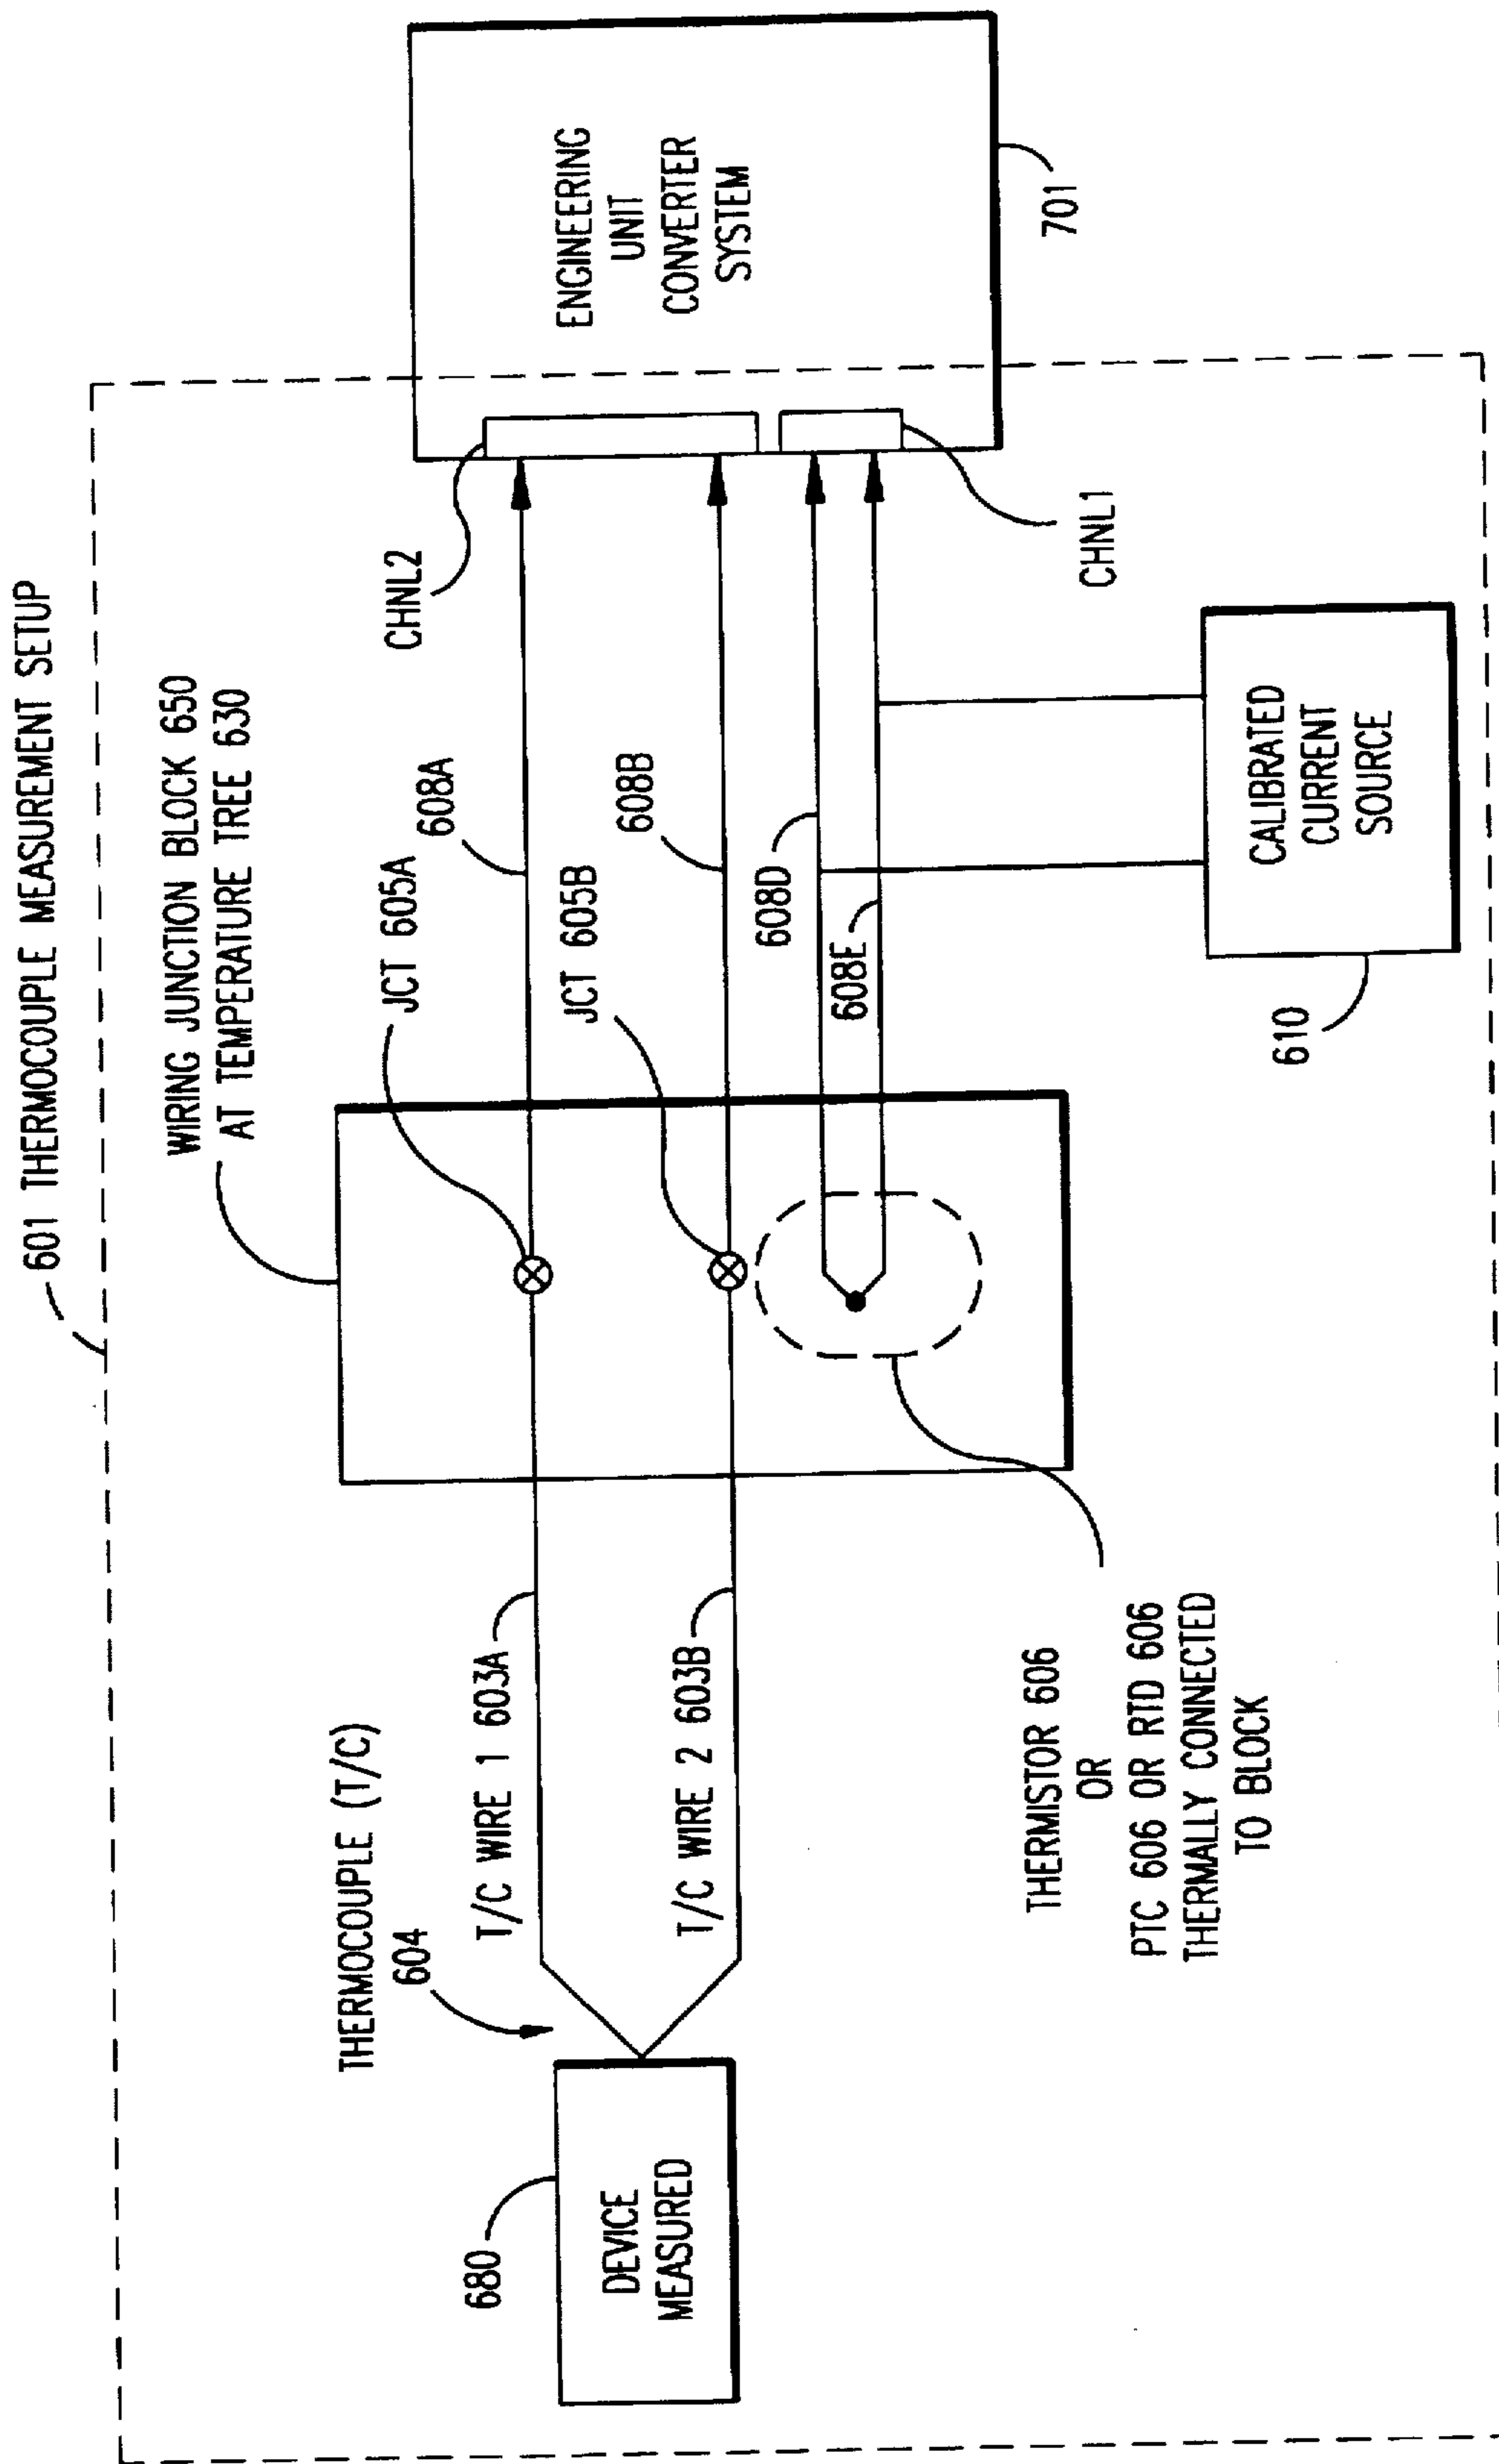 601 THERMOCOUPLE MEASUREMENT SETUP
WIRING JUNCTION BLOCK 650
AT TEMPERATURE TREE 630
THERMOCOUPLE (T/C)
604
JCT 605A
608A
CHNL2
ENGINEERING
UNIT
CONVERTER
SYSTEM
701
680
DEVICE
MEASURED
T/C WIRE 1 603A
T/C WIRE 2 603B
JCT 605B
608B
608D
608E
CHNL1
THERMISTOR 606
OR
PTC 606 OR RTD 606
THERMALLY CONNECTED
TO BLOCK
610
CALIBRATED
CURRENT
SOURCE